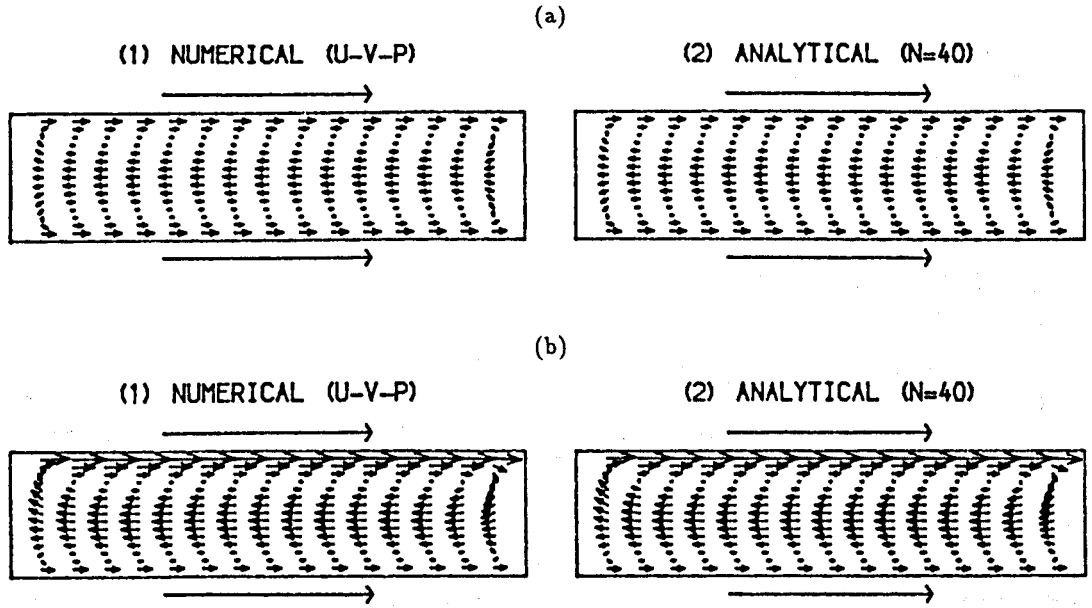 (a)
(1) NUMERICAL (U-V-P)
(2) ANALYTICAL (N=40)
(b)
(1) NUMERICAL (U-V-P)
(2) ANALYTICAL (N=40)